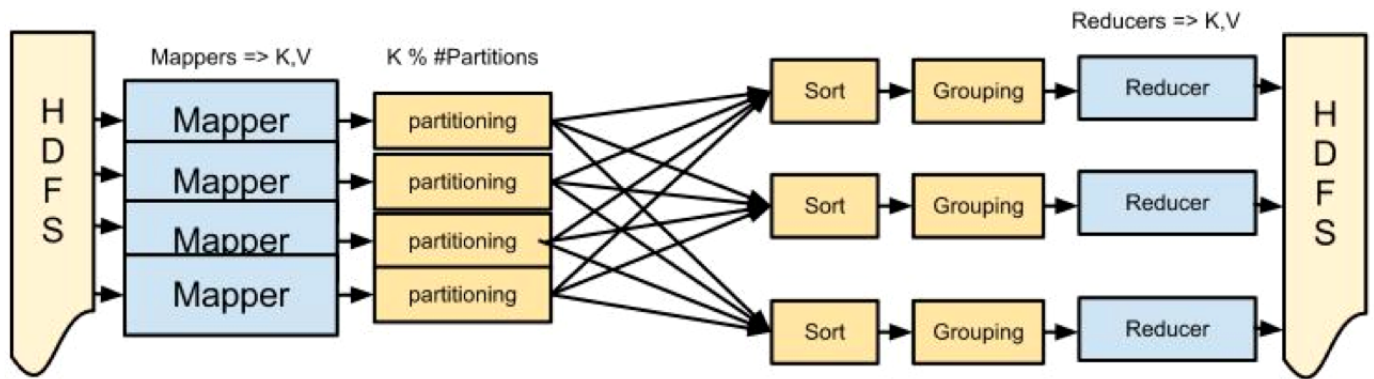 Reducers => K,V
Mappers => K,V
K % #Partitions
H
D
F
S
Mapper
Mapper
Mapper
Mapper
partitioning
partitioning
partitioning
partitioning
Sort
Grouping
Reducer
Sort
Grouping
Reducer
Sort
Grouping
Reducer
H
D
F
S